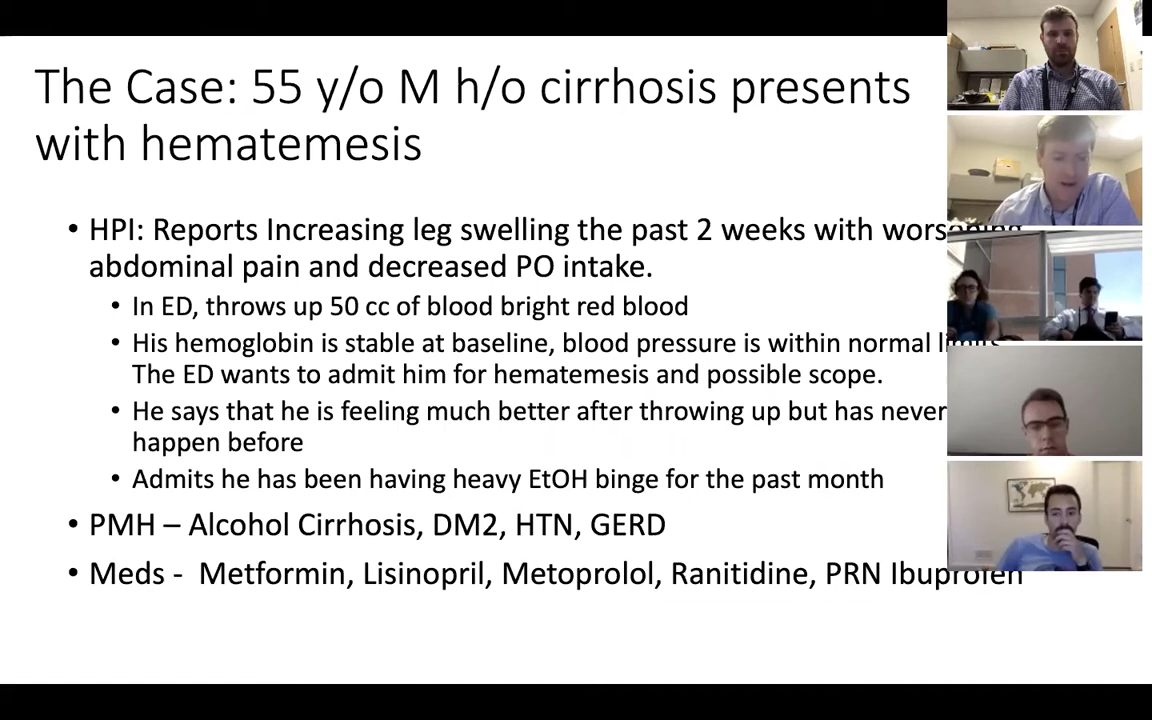 The Case: 55 y/o M h/o cirrhosis presents
with hematemesis
• HPI: Reports Increasing leg swelling the past 2 weeks with worsening
abdominal pain and decreased PO intake.
• In ED, throws up 50 cc of blood bright red blood
• His hemoglobin is stable at baseline, blood pressure is within normal limits.
The ED wants to admit him for hematemesis and possible scope.
• He says that he is feeling much better after throwing up but has never
happen before
• Admits he has been having heavy EtOH binge for the past month
• PMH – Alcohol Cirrhosis, DM2, HTN, GERD
• Meds - Metformin, Lisinopril, Metoprolol, Ranitidine, PRN Ibuprofen